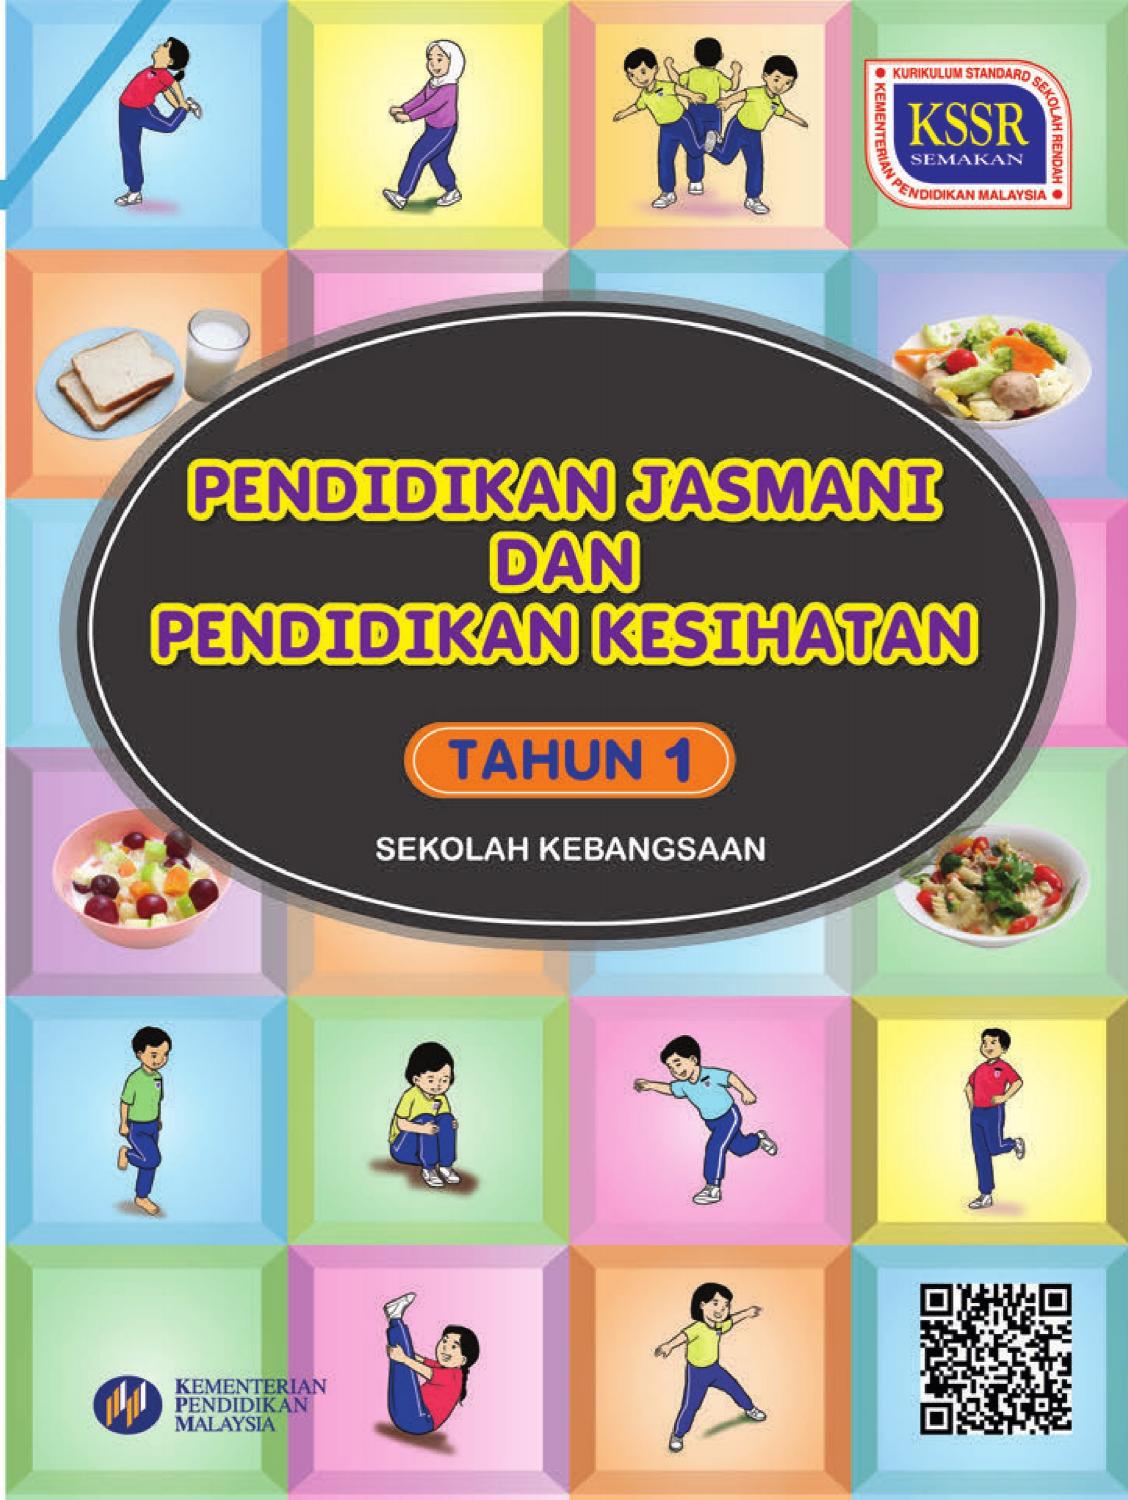 KURIKULUM STANDARD SEKOLAH RENDAH
KEMENTERIAN PENDIDIKAN MALAYSIA
KSSR
SEMAKAN
PENDIDIKAN JASMANI
DAN
PENDIDIKAN KESIHATAN
TAHUN 1
SEKOLAH KEBANGSAAN
KEMENTERIAN
PENDIDIKAN
MALAYSIA